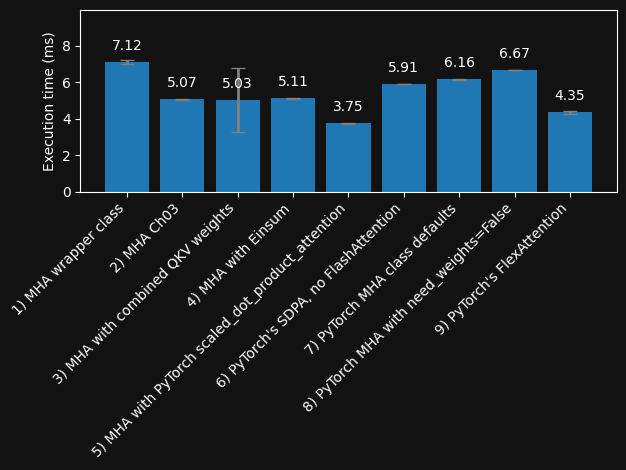 Execution time (ms)
8
6
4
2
0
7.12
5.07
5.03
5.11
3.75
5.91
6.16
6.67
4.35
1) MHA wrapper class
2) MHA Ch03
3) MHA with combined QKV weights
4) MHA with Einsum
5) MHA with PyTorch scaled_dot_product_attention
6) PyTorch's SDPA, no FlashAttention
7) PyTorch MHA class defaults
8) PyTorch MHA with need_weights=False
9) PyTorch's FlexAttention